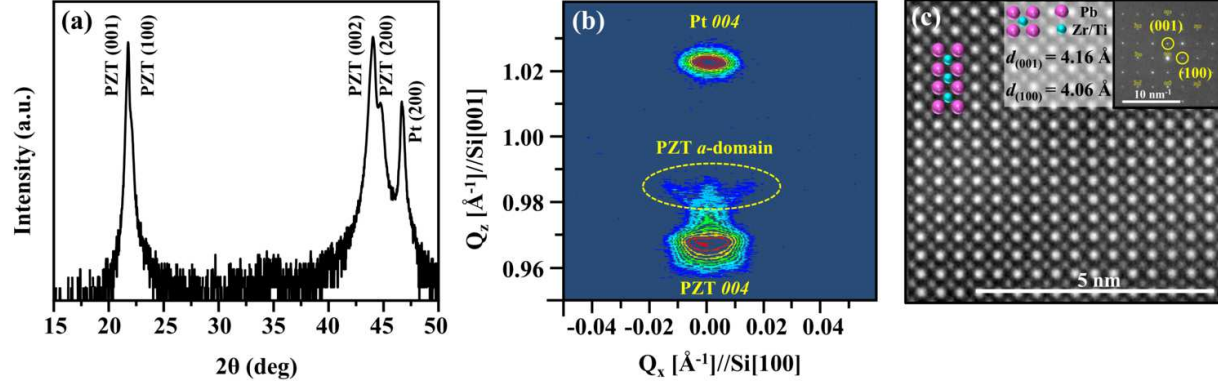 (a)
PZT (001)
PZT (100)
PZT (002)
PZT (200)
Pt (200)
Intensity (a.u.)
15 20 25 30 35 40 45 50
2θ (deg)
(b)
Pt 004
PZT a-domain
PZT 004
1.02
1.00
0.98
0.96
Q_z [Å⁻¹]//Si[001]
-0.04 -0.02 0.00 0.02 0.04
Q_x [Å⁻¹]//Si[100]
(c)
Pb
Zr/Ti
d(001) = 4.16 Å
d(100) = 4.06 Å
(001)
(100)
10 nm⁻¹
5 nm